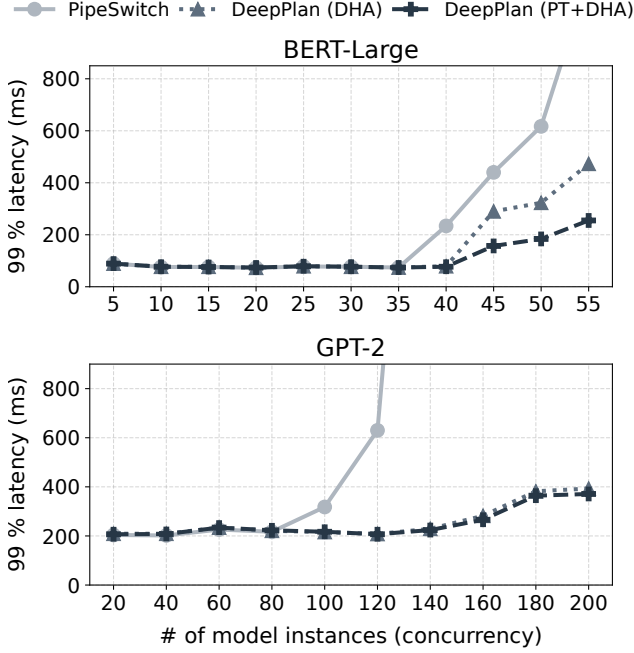 PipeSwitch DeepPlan (DHA) DeepPlan (PT+DHA)
BERT-Large
99 % latency (ms)
800
600
400
200
0
5 10 15 20 25 30 35 40 45 50 55
GPT-2
99 % latency (ms)
800
600
400
200
0
20 40 60 80 100 120 140 160 180 200
# of model instances (concurrency)